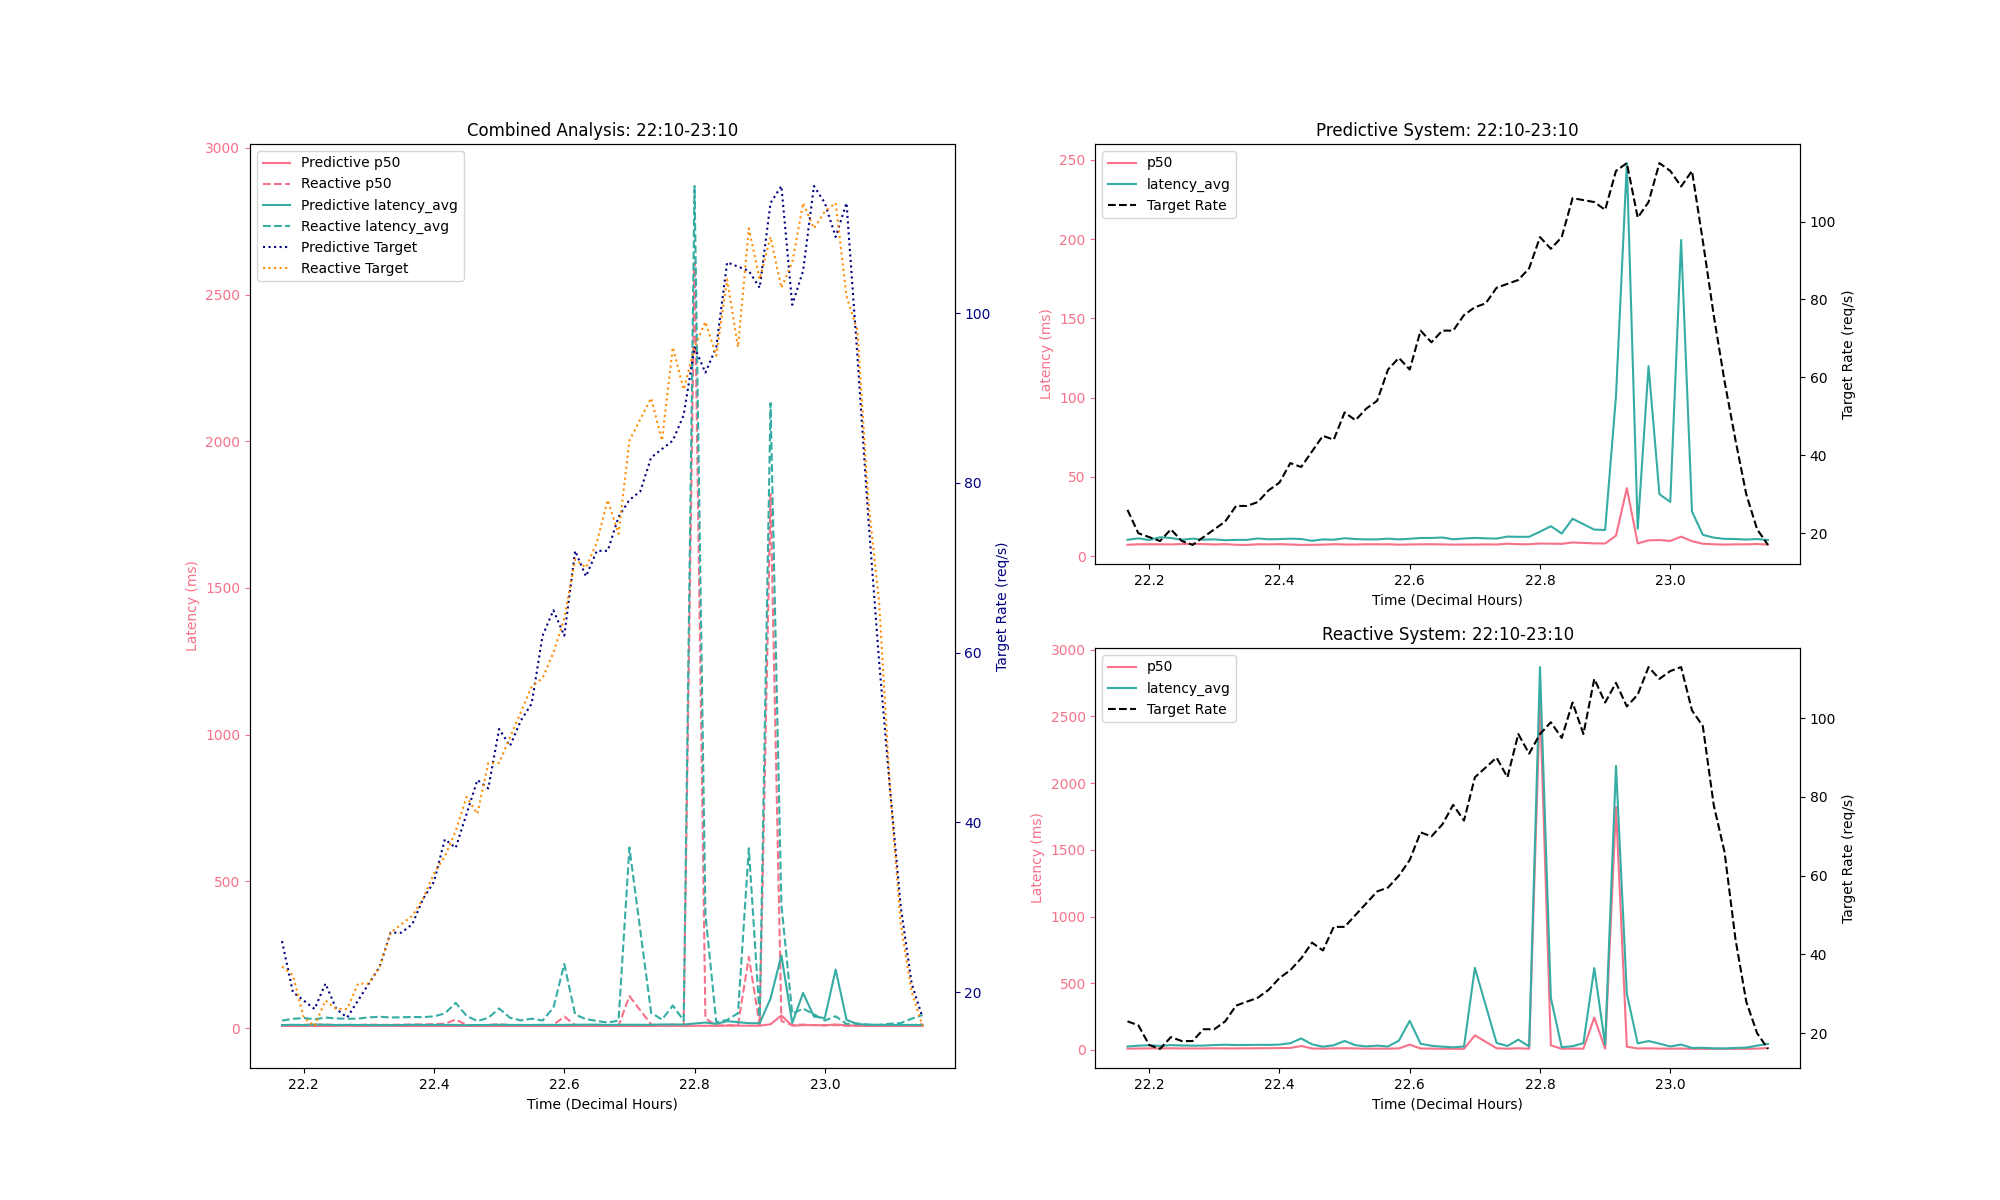 Combined Analysis: 22:10-23:10
Predictive p50
Reactive p50
Predictive latency_avg
Reactive latency_avg
Predictive Target
Reactive Target
3000
2500
2000
1500
1000
500
0
Latency (ms)
100
80
60
40
20
Target Rate (req/s)
22.2 22.4 22.6 22.8 23.0
Time (Decimal Hours)
Predictive System: 22:10-23:10
p50
latency_avg
Target Rate
250
200
150
100
50
0
Latency (ms)
100
80
60
40
20
Target Rate (req/s)
22.2 22.4 22.6 22.8 23.0
Time (Decimal Hours)
Reactive System: 22:10-23:10
p50
latency_avg
Target Rate
3000
2500
2000
1500
1000
500
0
Latency (ms)
100
80
60
40
20
Target Rate (req/s)
22.2 22.4 22.6 22.8 23.0
Time (Decimal Hours)